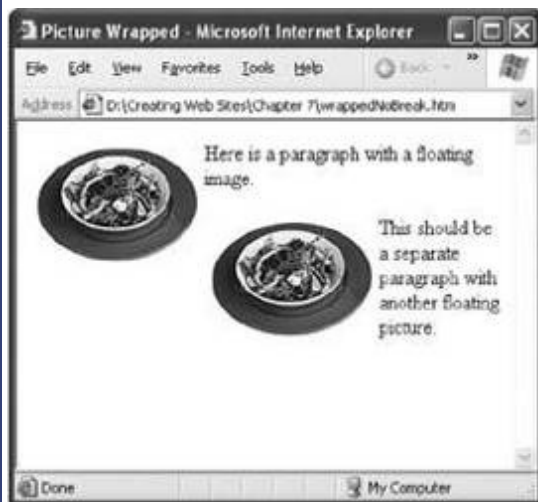 Picture Wrapped - Microsoft Internet Explorer
File Edit View Favorites Tools Help Back »
Address D:\Creating Web Sites\Chapter 7\wrappedNoBreak.htm
Here is a paragraph with a floating
image.
This should be
a separate
paragraph with
another floating
picture.
Done My Computer